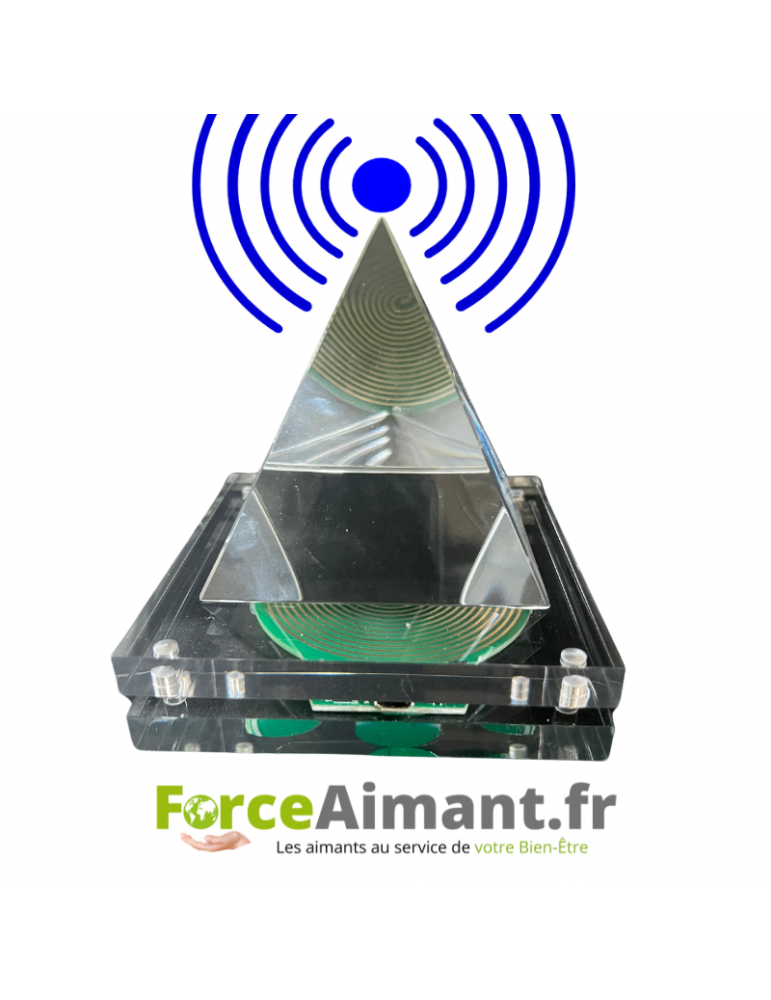 ForceAimant.fr
Les aimants au service de votre Bien-Être